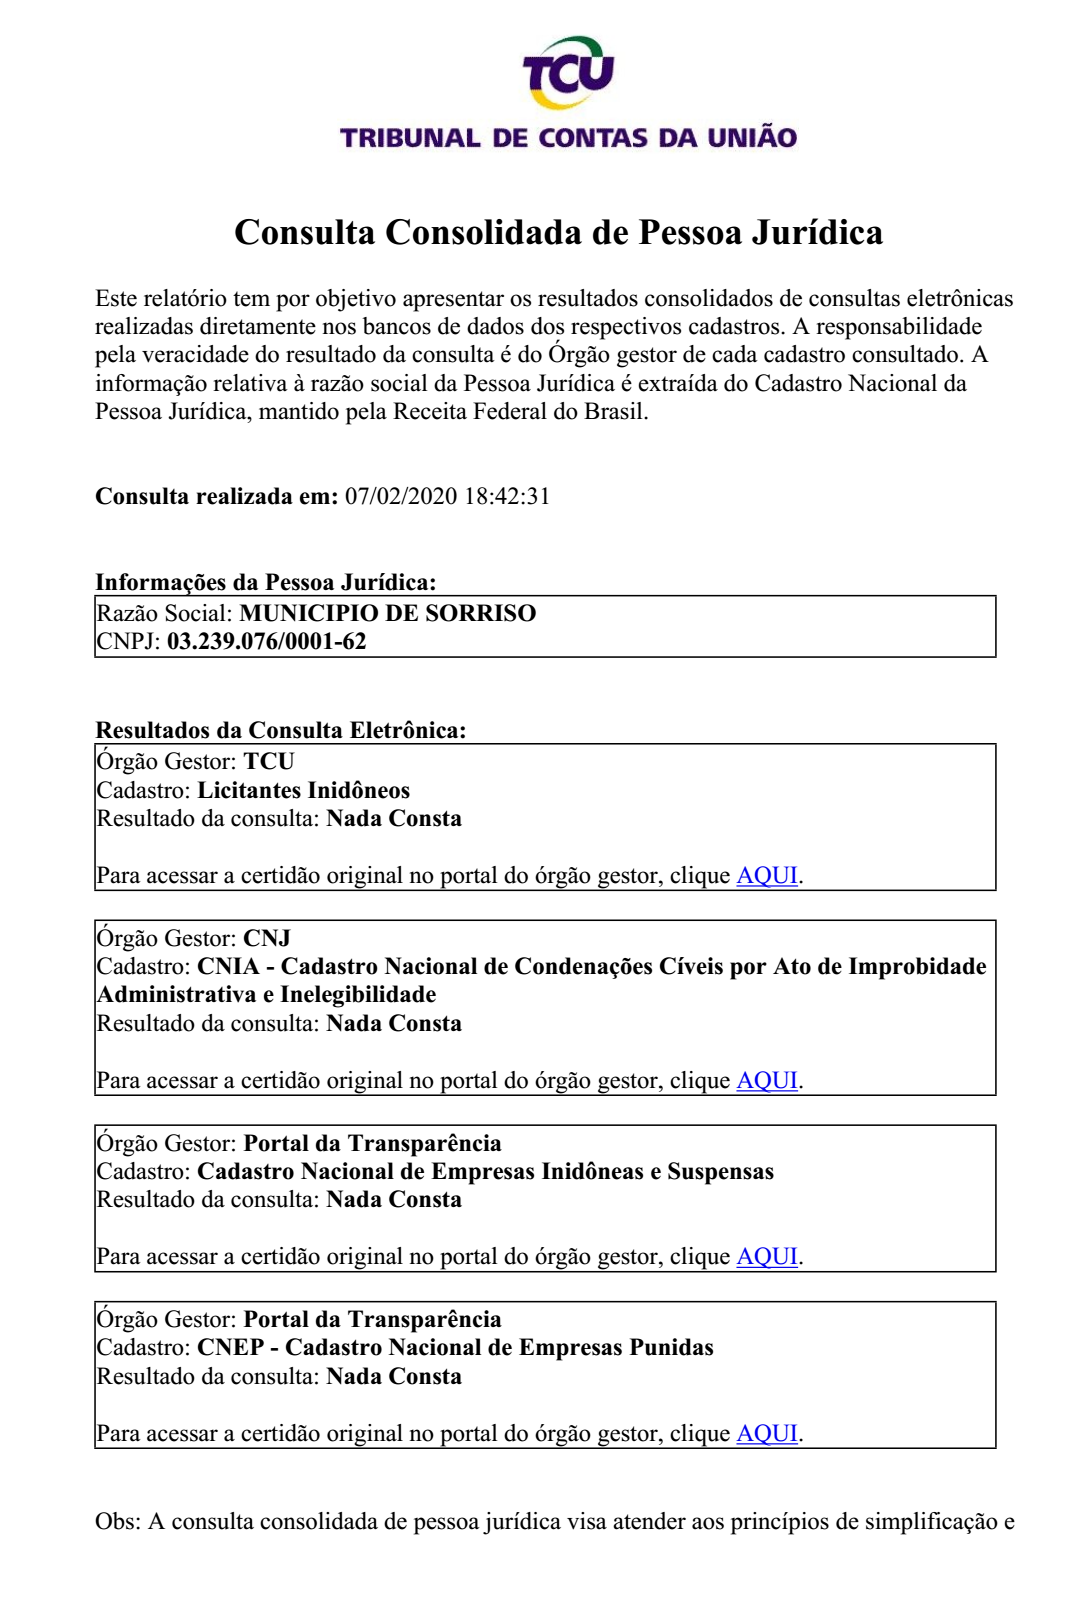 TCU
TRIBUNAL DE CONTAS DA UNIÃO
Consulta Consolidada de Pessoa Jurídica
Este relatório tem por objetivo apresentar os resultados consolidados de consultas eletrônicas
realizadas diretamente nos bancos de dados dos respectivos cadastros. A responsabilidade
pela veracidade do resultado da consulta é do Órgão gestor de cada cadastro consultado. A
informação relativa à razão social da Pessoa Jurídica é extraída do Cadastro Nacional da
Pessoa Jurídica, mantido pela Receita Federal do Brasil.
Consulta realizada em: 07/02/2020 18:42:31
Informações da Pessoa Jurídica:
Razão Social: MUNICIPIO DE SORRISO
CNPJ: 03.239.076/0001-62
Resultados da Consulta Eletrônica:
Órgão Gestor: TCU
Cadastro: Licitantes Inidôneos
Resultado da consulta: Nada Consta
Para acessar a certidão original no portal do órgão gestor, clique AQUI.
Órgão Gestor: CNJ
Cadastro: CNIA - Cadastro Nacional de Condenações Cíveis por Ato de Improbidade
Administrativa e Inelegibilidade
Resultado da consulta: Nada Consta
Para acessar a certidão original no portal do órgão gestor, clique AQUI.
Órgão Gestor: Portal da Transparência
Cadastro: Cadastro Nacional de Empresas Inidôneas e Suspensas
Resultado da consulta: Nada Consta
Para acessar a certidão original no portal do órgão gestor, clique AQUI.
Órgão Gestor: Portal da Transparência
Cadastro: CNEP - Cadastro Nacional de Empresas Punidas
Resultado da consulta: Nada Consta
Para acessar a certidão original no portal do órgão gestor, clique AQUI.
Obs: A consulta consolidada de pessoa jurídica visa atender aos princípios de simplificação e